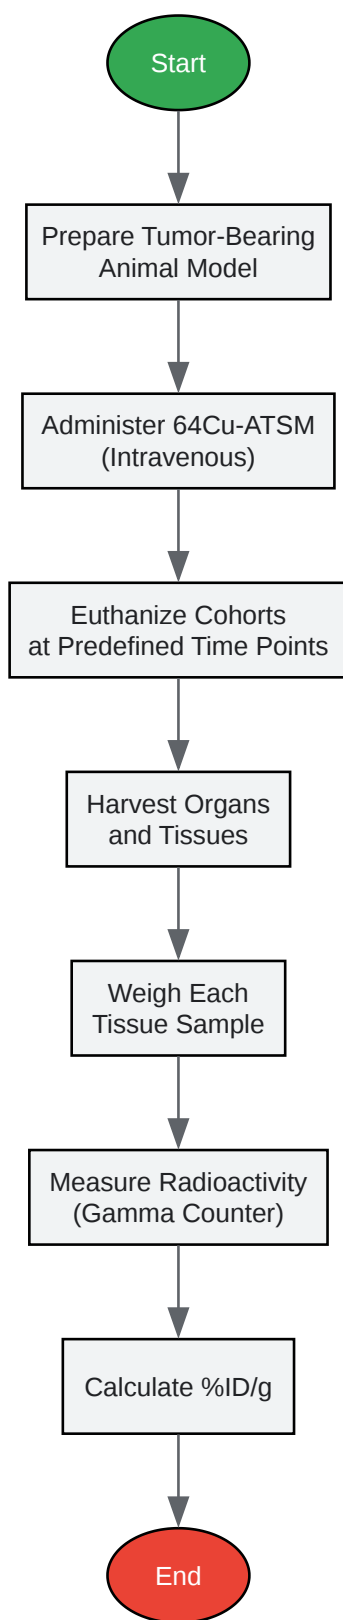 Start
Prepare Tumor-Bearing
Animal Model
Administer 64Cu-ATSM
(Intravenous)
Euthanize Cohorts
at Predefined Time Points
Harvest Organs
and Tissues
Weigh Each
Tissue Sample
Measure Radioactivity
(Gamma Counter)
Calculate %ID/g
End